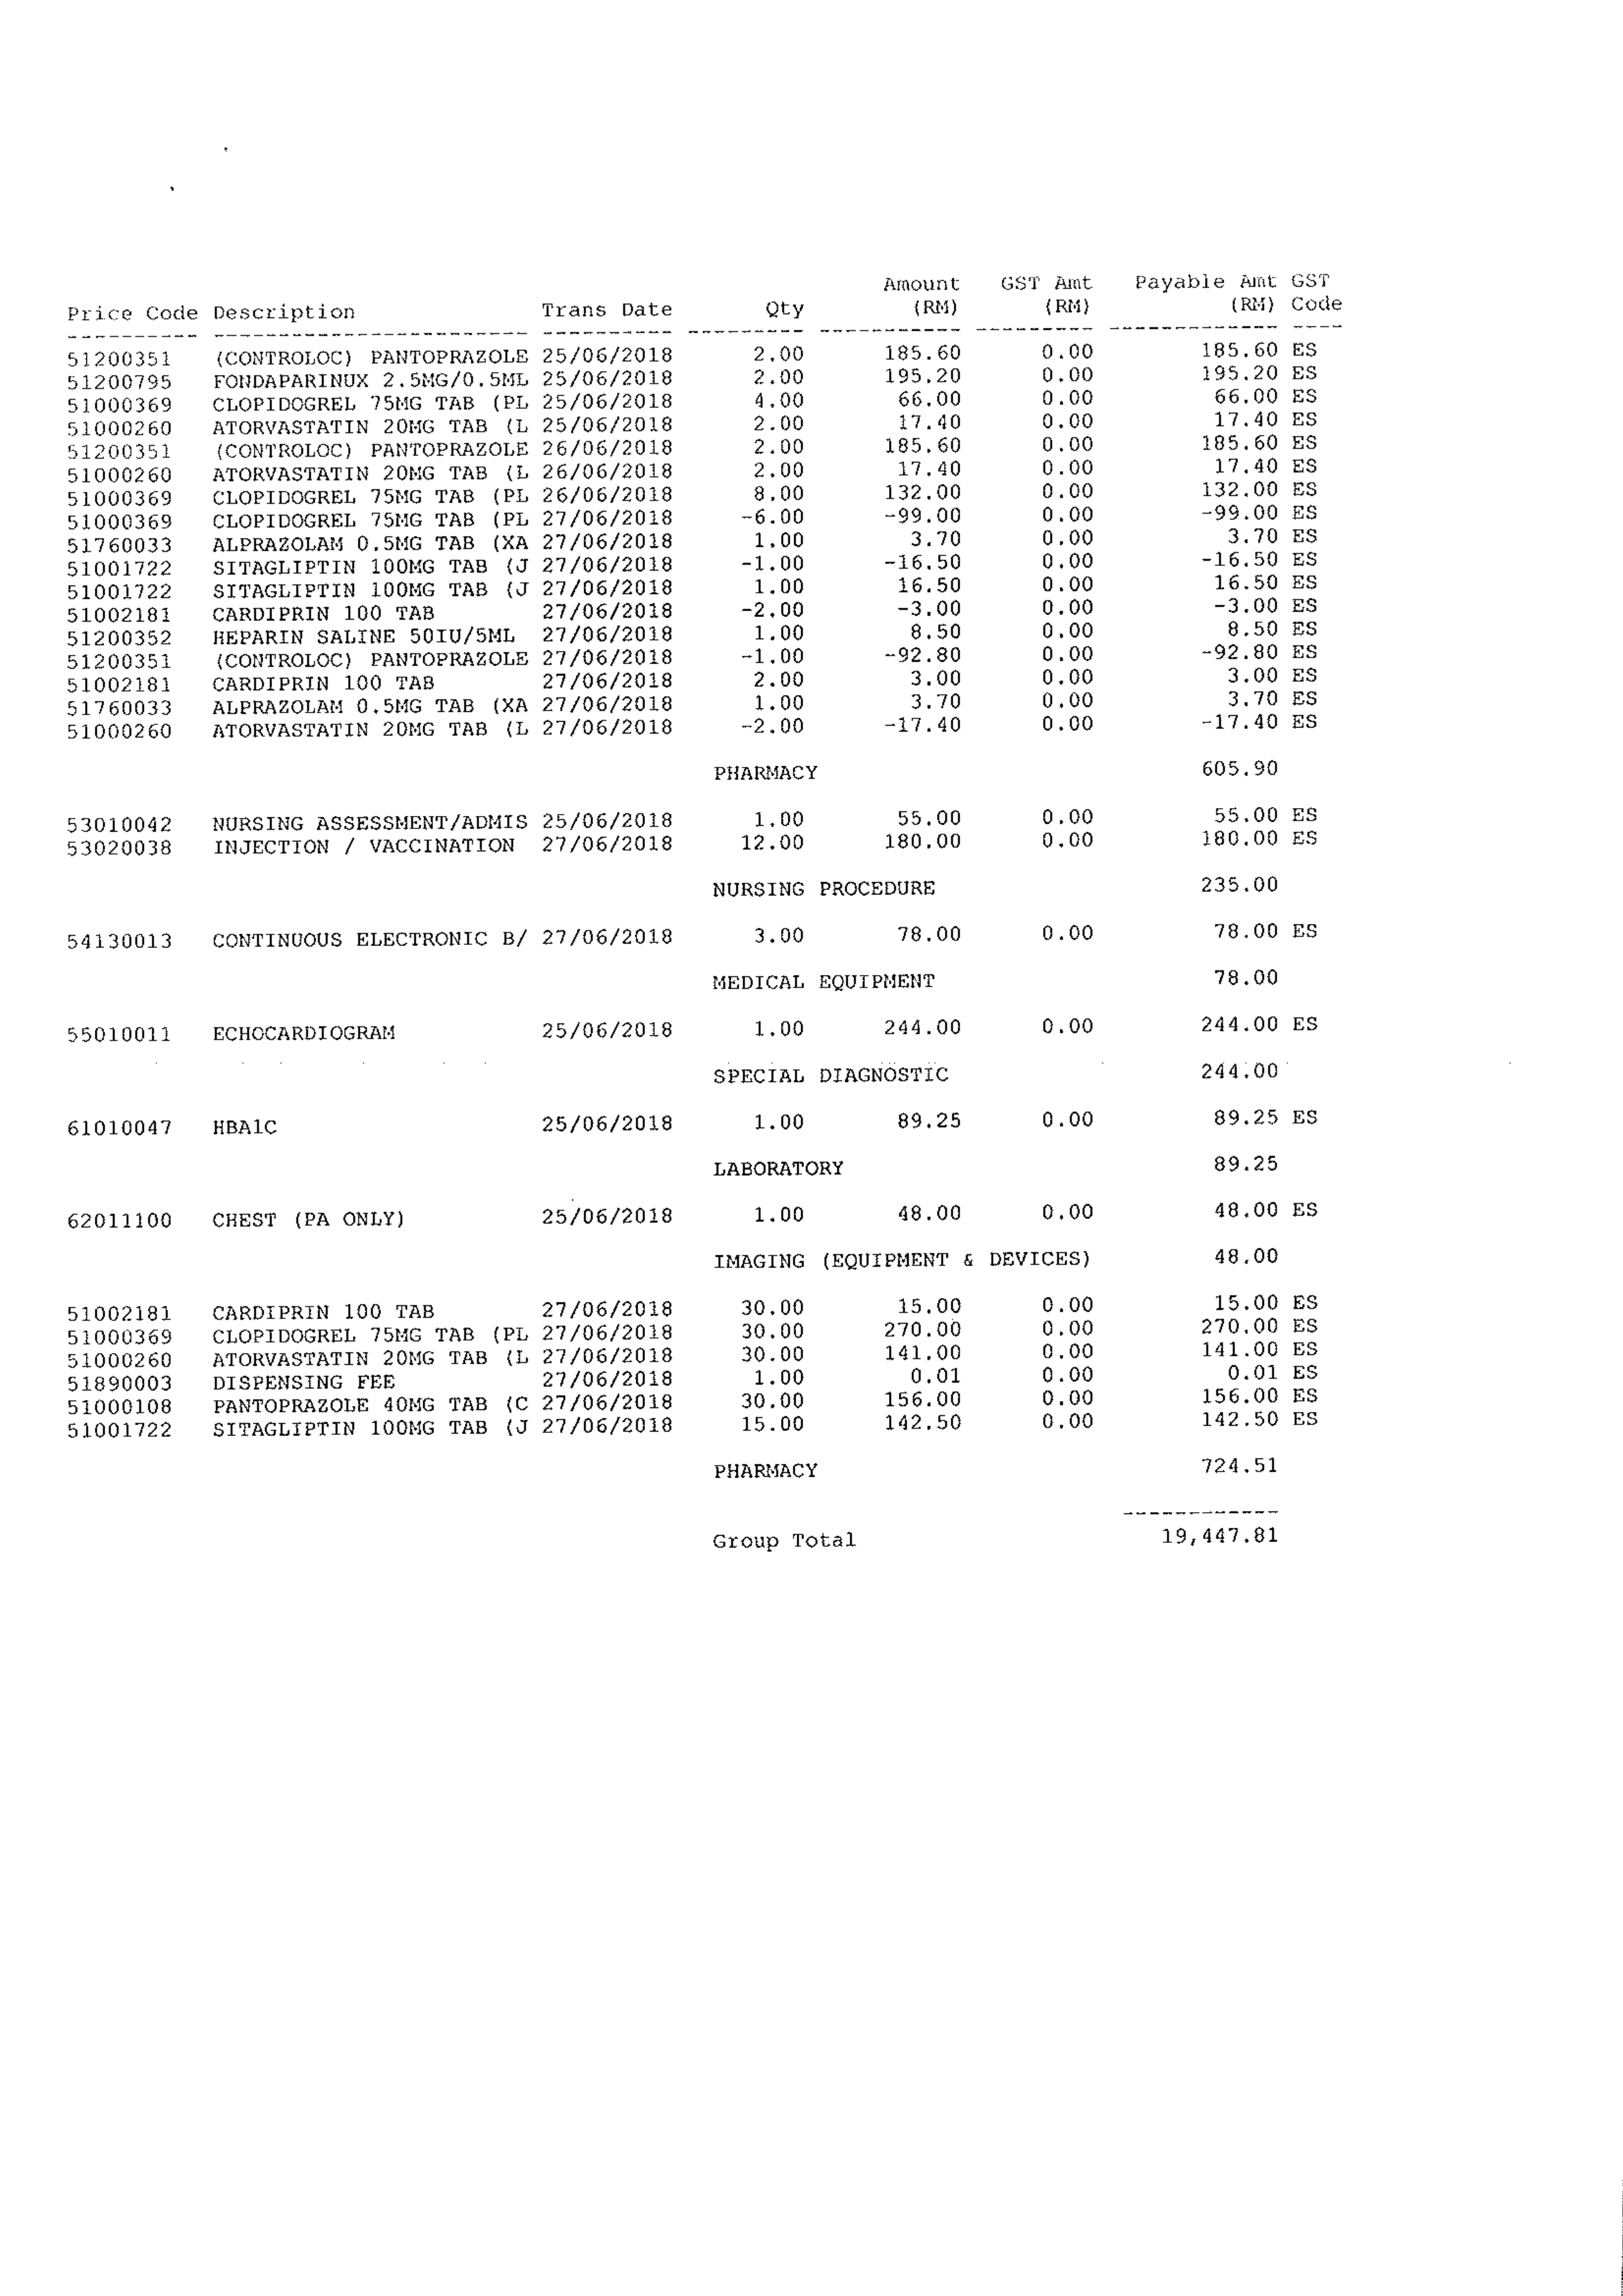 Amount GST Amt Payable Amt GST
Price Code Description Trans Date Qty (RM) (RM) (RM) Code
---------- ------------------------ ---------- --------- ----------- --------- ------------- ----
51200351 (CONTROLOC) PANTOPRAZOLE 25/06/2018 2.00 185.60 0.00 185.60 ES
51200795 FONDAPARINUX 2.5MG/0.5ML 25/06/2018 2.00 195.20 0.00 195.20 ES
51000369 CLOPIDOGREL 75MG TAB (PL 25/06/2018 4.00 66.00 0.00 66.00 ES
51000260 ATORVASTATIN 20MG TAB (L 25/06/2018 2.00 17.40 0.00 17.40 ES
51200351 (CONTROLOC) PANTOPRAZOLE 26/06/2018 2.00 185.60 0.00 185.60 ES
51000260 ATORVASTATIN 20MG TAB (L 26/06/2018 2.00 17.40 0.00 17.40 ES
51000369 CLOPIDOGREL 75MG TAB (PL 26/06/2018 8.00 132.00 0.00 132.00 ES
51000369 CLOPIDOGREL 75MG TAB (PL 27/06/2018 -6.00 -99.00 0.00 -99.00 ES
51760033 ALPRAZOLAM 0.5MG TAB (XA 27/06/2018 1.00 3.70 0.00 3.70 ES
51001722 SITAGLIPTIN 100MG TAB (J 27/06/2018 -1.00 -16.50 0.00 -16.50 ES
51001722 SITAGLIPTIN 100MG TAB (J 27/06/2018 1.00 16.50 0.00 16.50 ES
51002181 CARDIPRIN 100 TAB 27/06/2018 -2.00 -3.00 0.00 -3.00 ES
51200352 HEPARIN SALINE 50IU/5ML 27/06/2018 1.00 8.50 0.00 8.50 ES
51200351 (CONTROLOC) PANTOPRAZOLE 27/06/2018 -1.00 -92.80 0.00 -92.80 ES
51002181 CARDIPRIN 100 TAB 27/06/2018 2.00 3.00 0.00 3.00 ES
51760033 ALPRAZOLAM 0.5MG TAB (XA 27/06/2018 1.00 3.70 0.00 3.70 ES
51000260 ATORVASTATIN 20MG TAB (L 27/06/2018 -2.00 -17.40 0.00 -17.40 ES
PHARMACY 605.90
53010042 NURSING ASSESSMENT/ADMIS 25/06/2018 1.00 55.00 0.00 55.00 ES
53020038 INJECTION / VACCINATION 27/06/2018 12.00 180.00 0.00 180.00 ES
NURSING PROCEDURE 235.00
54130013 CONTINUOUS ELECTRONIC B/ 27/06/2018 3.00 78.00 0.00 78.00 ES
MEDICAL EQUIPMENT 78.00
55010011 ECHOCARDIOGRAM 25/06/2018 1.00 244.00 0.00 244.00 ES
SPECIAL DIAGNOSTIC 244.00
61010047 HBA1C 25/06/2018 1.00 89.25 0.00 89.25 ES
LABORATORY 89.25
62011100 CHEST (PA ONLY) 25/06/2018 1.00 48.00 0.00 48.00 ES
IMAGING (EQUIPMENT & DEVICES) 48.00
51002181 CARDIPRIN 100 TAB 27/06/2018 30.00 15.00 0.00 15.00 ES
51000369 CLOPIDOGREL 75MG TAB (PL 27/06/2018 30.00 270.00 0.00 270.00 ES
51000260 ATORVASTATIN 20MG TAB (L 27/06/2018 30.00 141.00 0.00 141.00 ES
51890003 DISPENSING FEE 27/06/2018 1.00 0.01 0.00 0.01 ES
51000108 PANTOPRAZOLE 40MG TAB (C 27/06/2018 30.00 156.00 0.00 156.00 ES
51001722 SITAGLIPTIN 100MG TAB (J 27/06/2018 15.00 142.50 0.00 142.50 ES
PHARMACY 724.51
------------
Group Total 19,447.81